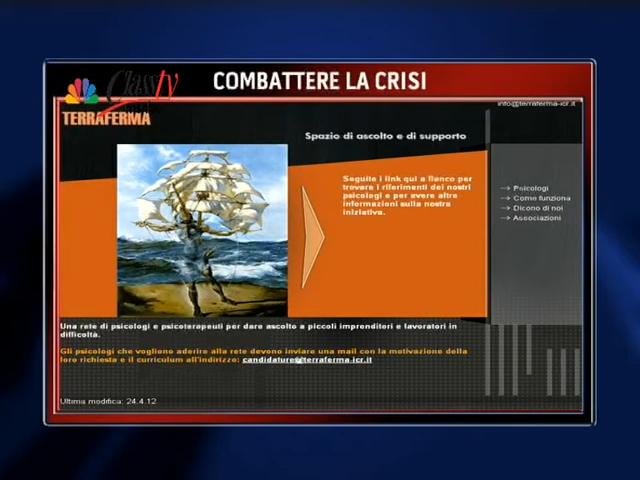 Class tv
COMBATTERE LA CRISI
info@terraferma-icr.it
TERRAFERMA
Spazio di ascolto e di supporto
Seguite i link qui a fianco per
trovare i riferimenti dei nostri
psicologi e per avere altre
informazioni sulla nostra
iniziativa.
→ Psicologi
→ Come funziona
→ Dicono di noi
→ Associazioni
Una rete di psicologi e psicoterapeuti per dare ascolto a piccoli imprenditori e lavoratori in
difficoltà.
Gli psicologi che vogliono aderire alla rete devono inviare una mail con la motivazione della
loro richiesta e il curriculum all'indirizzo: candidature@terraferma-icr.it
Ultima modifica: 24.4.12